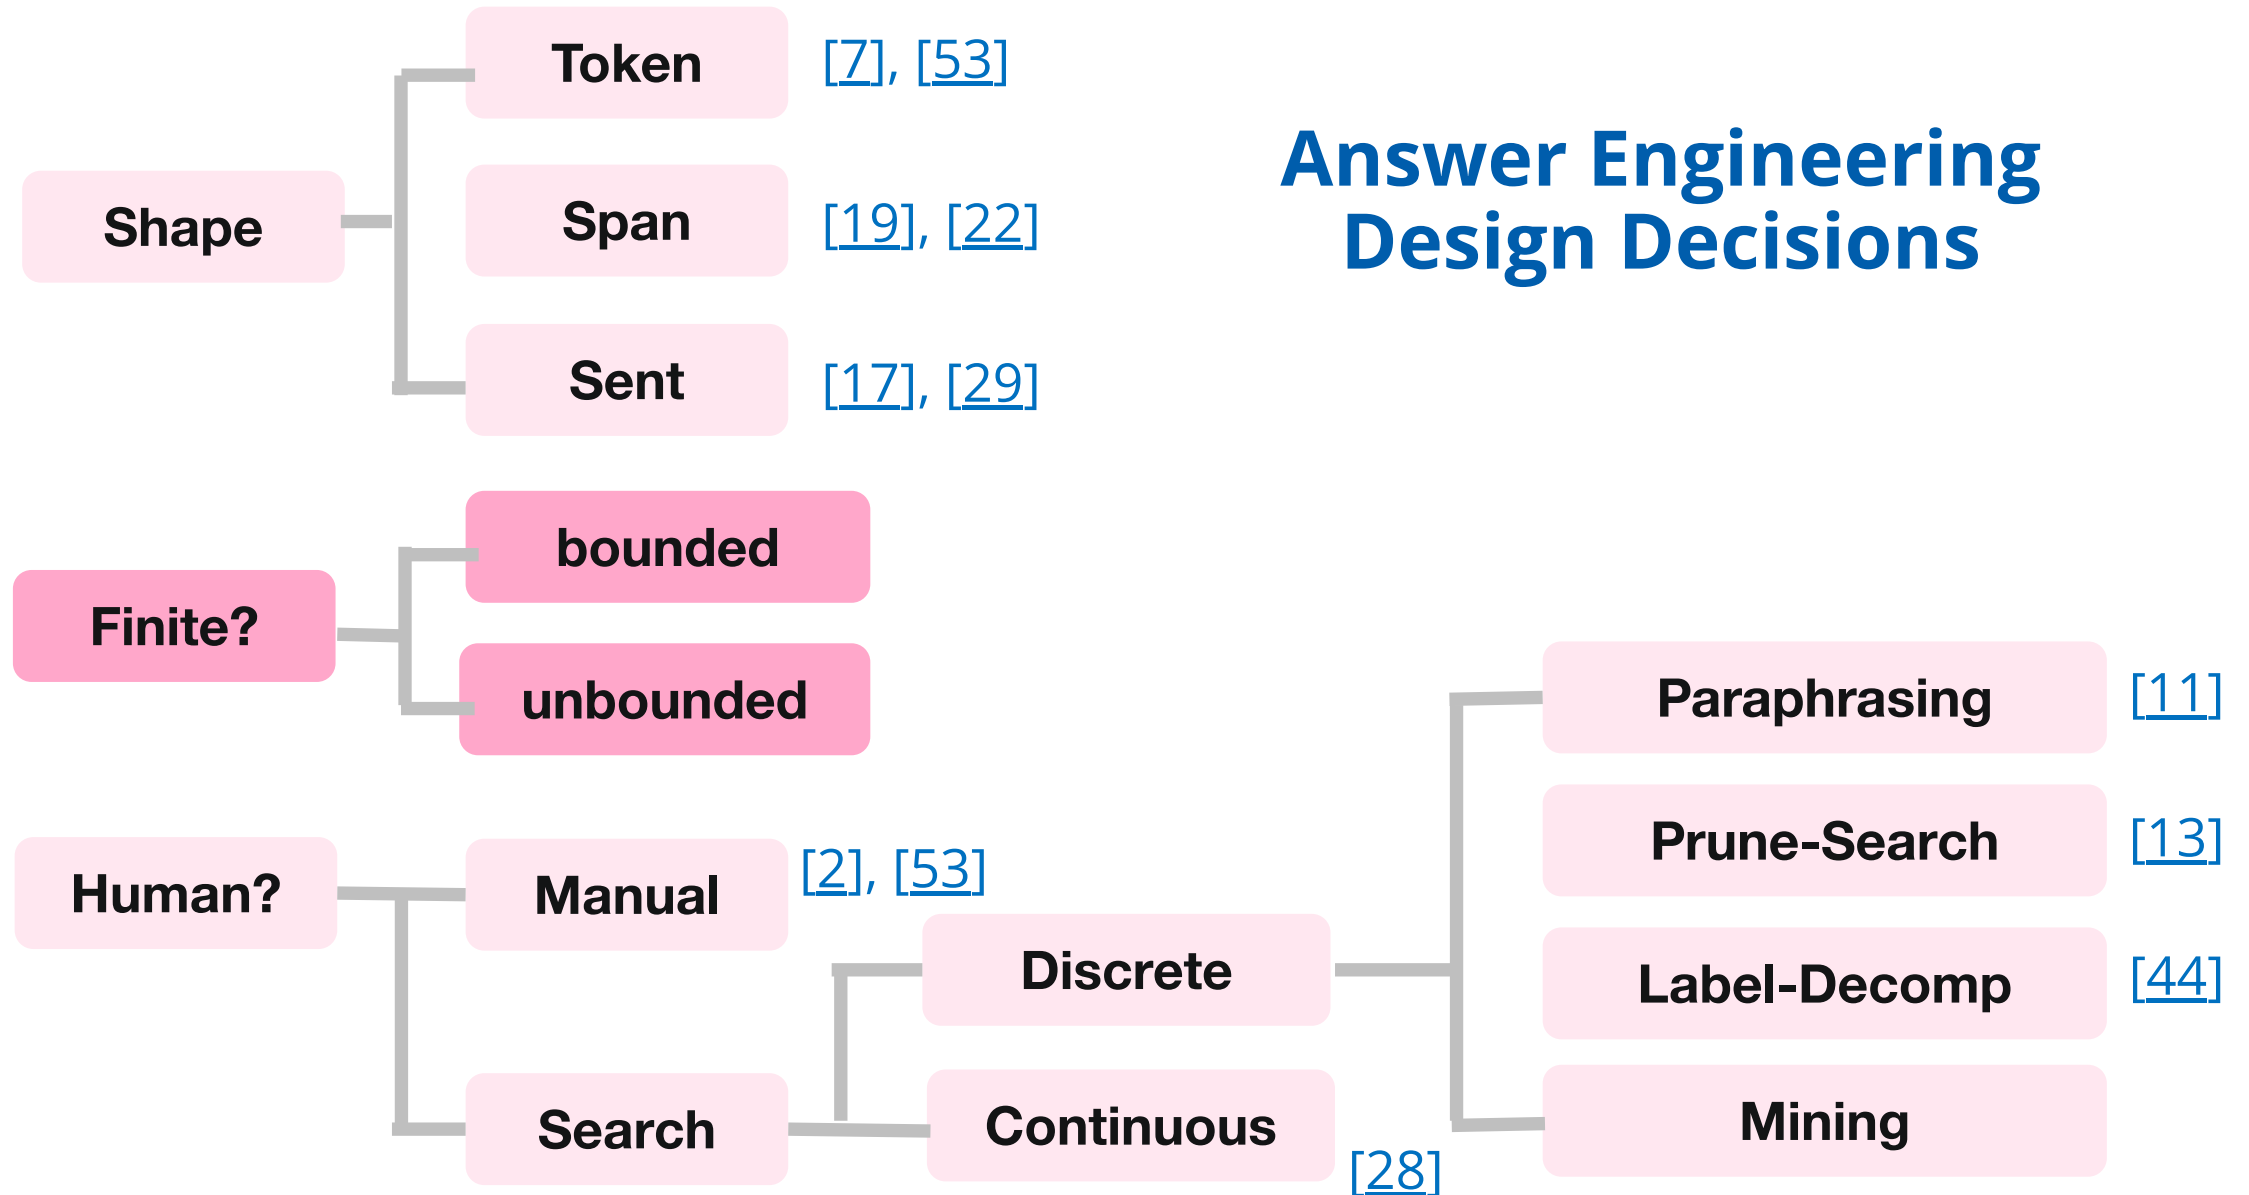 Token [7], [53]
Answer Engineering
Design Decisions
Shape
Span [19], [22]
Sent [17], [29]
bounded
Finite?
unbounded
Paraphrasing [11]
Prune-Search [13]
Human?
Manual [2], [53]
Discrete
Label-Decomp [44]
Search
Continuous [28]
Mining